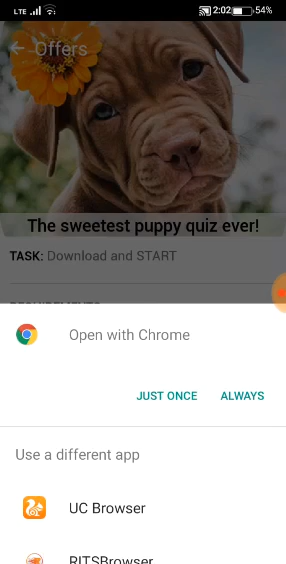 LTE 2:02 54%
Offers
The sweetest puppy quiz ever!
TASK: Download and START
REQUIREMENTS
Open with Chrome
JUST ONCE ALWAYS
Use a different app
UC Browser
RITSBrowser